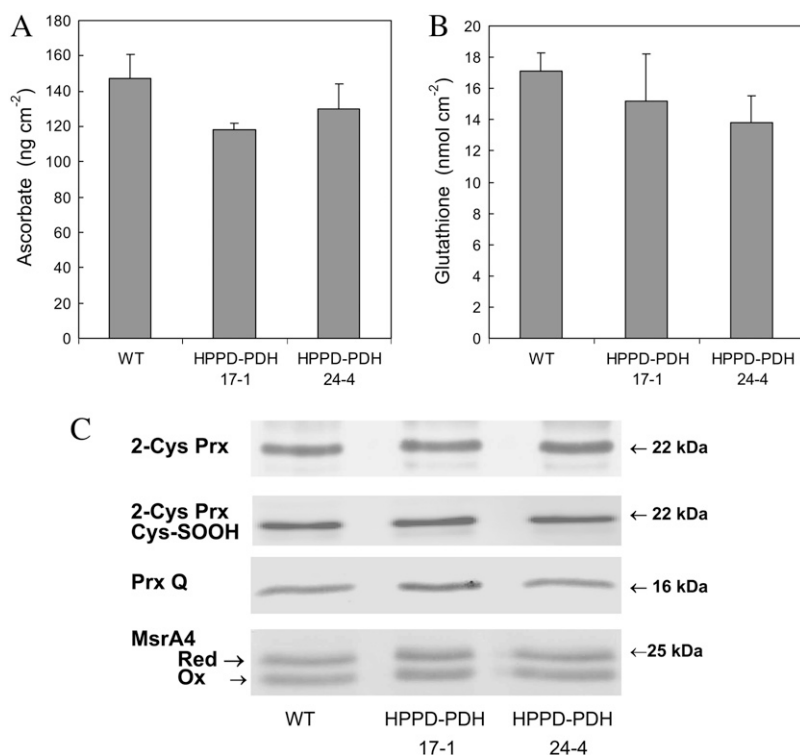 A
Ascorbate (ng cm-2)
180
160
140
120
100
80
60
40
20
0
WT
HPPD-PDH
17-1
HPPD-PDH
24-4
B
Glutathione (nmol cm-2)
20
18
16
14
12
10
8
6
4
2
0
WT
HPPD-PDH
17-1
HPPD-PDH
24-4
C
2-Cys Prx
← 22 kDa
2-Cys Prx
Cys-SOOH
← 22 kDa
Prx Q
← 16 kDa
MsrA4
Red →
Ox →
←25 kDa
WT
HPPD-PDH
17-1
HPPD-PDH
24-4